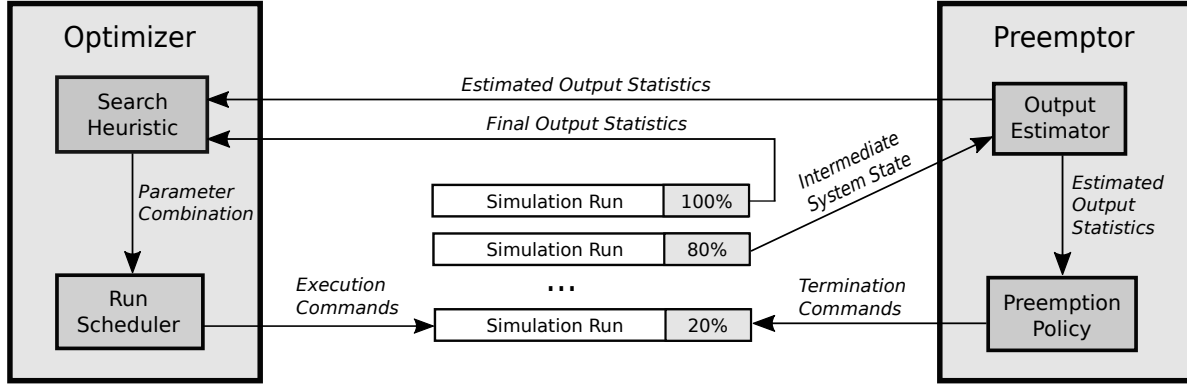 Optimizer
Search
Heuristic
Parameter
Combination
Run
Scheduler
Estimated Output Statistics
Final Output Statistics
Simulation Run 100%
Simulation Run 80%
...
Simulation Run 20%
Execution
Commands
Intermediate
System State
Termination
Commands
Preemptor
Output
Estimator
Estimated
Output
Statistics
Preemption
Policy